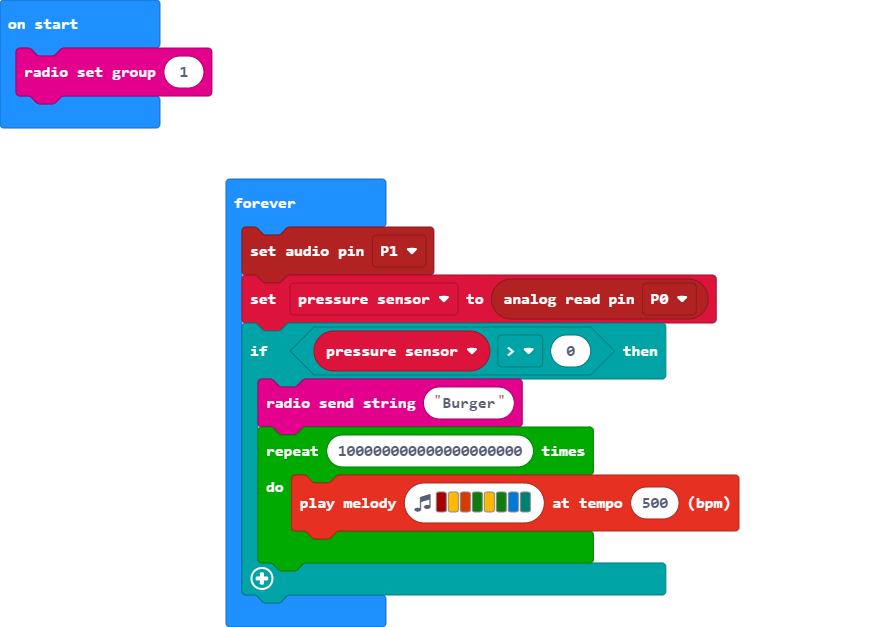 on start
radio set group 1
forever
set audio pin P1
set pressure sensor to analog read pin P0
if pressure sensor > 0 then
radio send string "Burger"
repeat 100000000000000000000 times
do
play melody at tempo 500 (bpm)